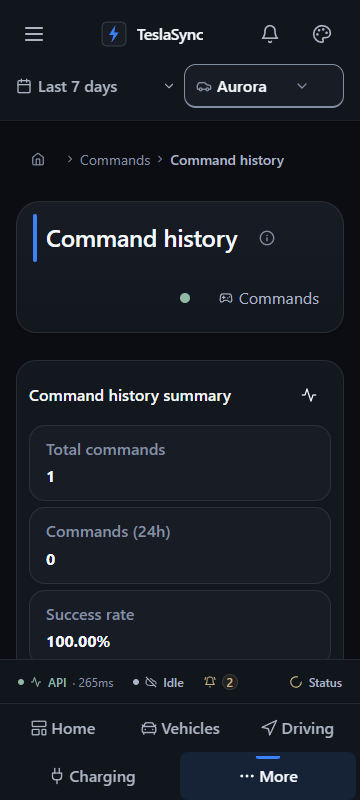 TeslaSync
Last 7 days
Aurora
Commands
Command history
Command history
Commands
Command history summary
Total commands
1
Commands (24h)
0
Success rate
100.00%
API · 265ms
Idle
2
Status
Home
Vehicles
Driving
Charging
More